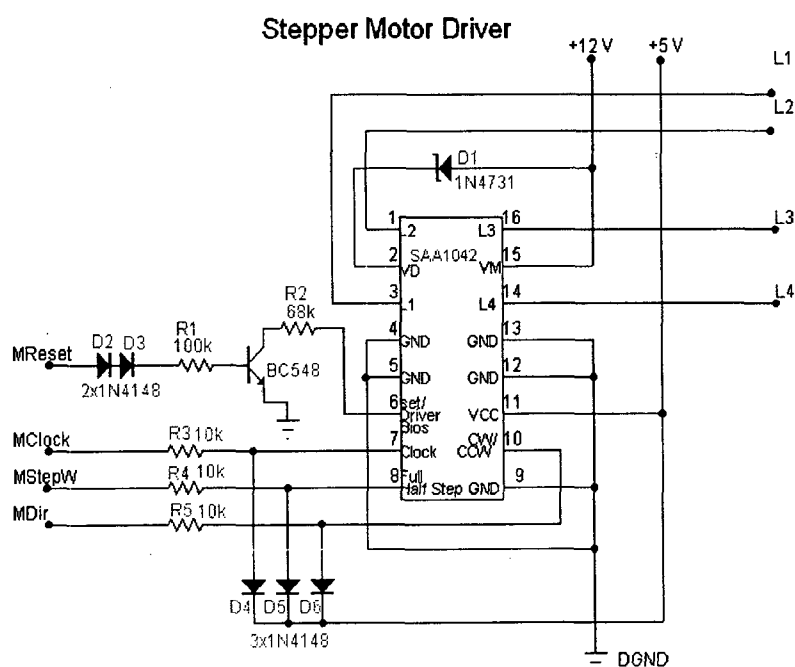 Stepper Motor Driver
+12V
+5V
L1
L2
D1
1N4731
1
16
L2
L3
L3
SAA1042
2
15
VD
VM
3
14
L1
L4
L4
R2
68k
4
13
GND
GND
R1
100k
D2
D3
MReset
2x1N4148
BC548
5
12
GND
GND
6
11
set/
Driver
Bios
VCC
MClock
R3
10k
7
10
Clock
CW/
CCW
MStepW
R4
10k
8
9
Full
Half Step
GND
MDir
R5
10k
D4
D5
D6
3x1N4148
DGND